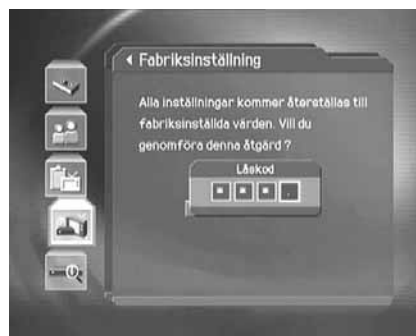 Fabriksinställning
Alla inställningar kommer återställas till
fabriksinställda värden. Vill du
genomföra denna åtgärd ?
Låskod